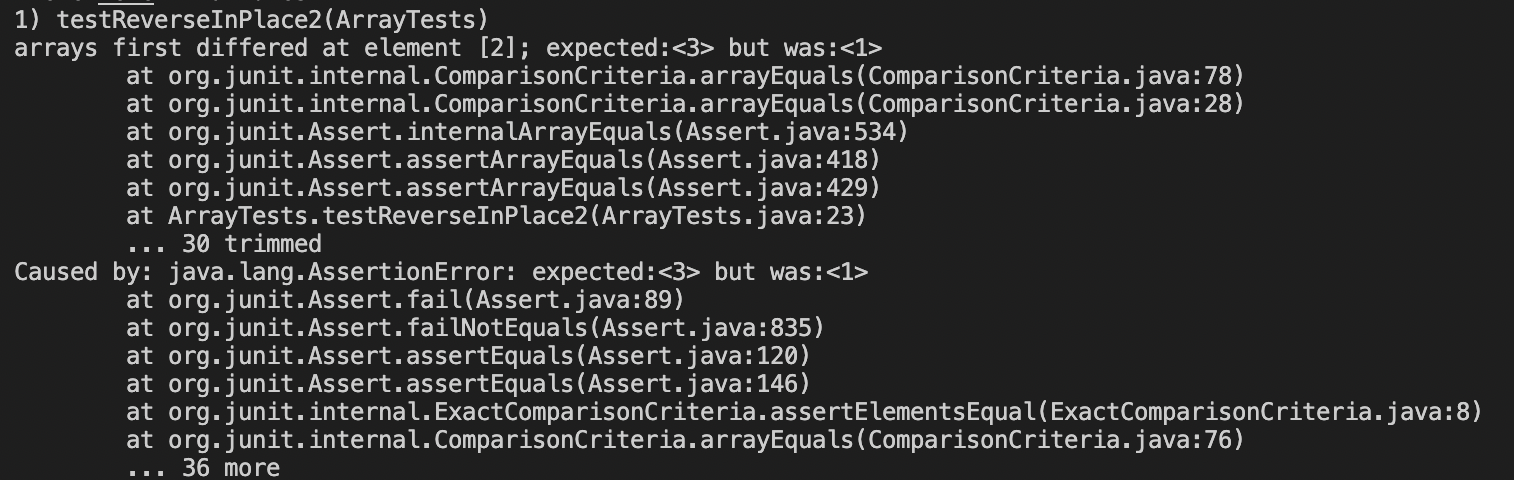 1) testReverseInPlace2(ArrayTests)
arrays first differed at element [2]; expected:<3> but was:<1>
        at org.junit.internal.ComparisonCriteria.arrayEquals(ComparisonCriteria.java:78)
        at org.junit.internal.ComparisonCriteria.arrayEquals(ComparisonCriteria.java:28)
        at org.junit.Assert.internalArrayEquals(Assert.java:534)
        at org.junit.Assert.assertArrayEquals(Assert.java:418)
        at org.junit.Assert.assertArrayEquals(Assert.java:429)
        at ArrayTests.testReverseInPlace2(ArrayTests.java:23)
        ... 30 trimmed
Caused by: java.lang.AssertionError: expected:<3> but was:<1>
        at org.junit.Assert.fail(Assert.java:89)
        at org.junit.Assert.failNotEquals(Assert.java:835)
        at org.junit.Assert.assertEquals(Assert.java:120)
        at org.junit.Assert.assertEquals(Assert.java:146)
        at org.junit.internal.ExactComparisonCriteria.assertElementsEqual(ExactComparisonCriteria.java:8)
        at org.junit.internal.ComparisonCriteria.arrayEquals(ComparisonCriteria.java:76)
        ... 36 more